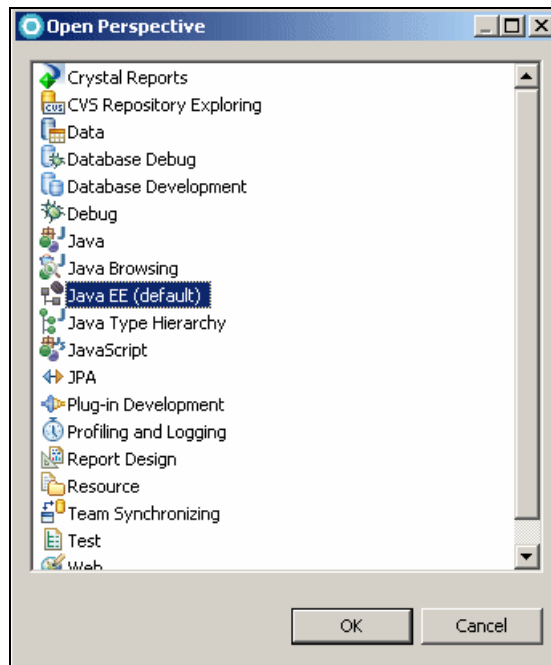 Open Perspective
Crystal Reports
CVS Repository Exploring
Data
Database Debug
Database Development
Debug
Java
Java Browsing
Java EE (default)
Java Type Hierarchy
JavaScript
JPA
Plug-in Development
Profiling and Logging
Report Design
Resource
Team Synchronizing
Test
Web
OK Cancel